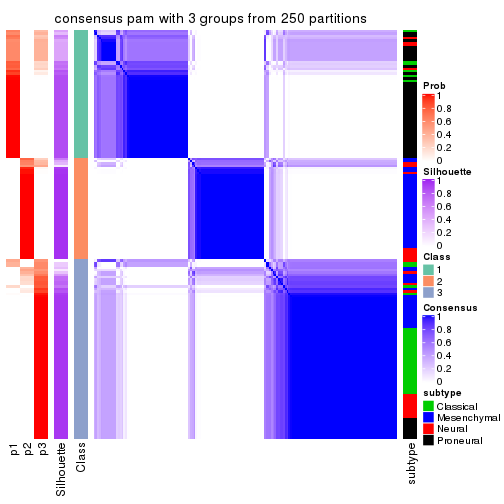 consensus pam with 3 groups from 250 partitions
Prob
1
0.8
0.6
0.4
0.2
0
Silhouette
1
0.8
0.6
0.4
0.2
0
Class
1
2
3
Consensus
1
0.8
0.6
0.4
0.2
0
subtype
Classical
Mesenchymal
Neural
Proneural
p1
p2
p3
Silhouette
Class
subtype